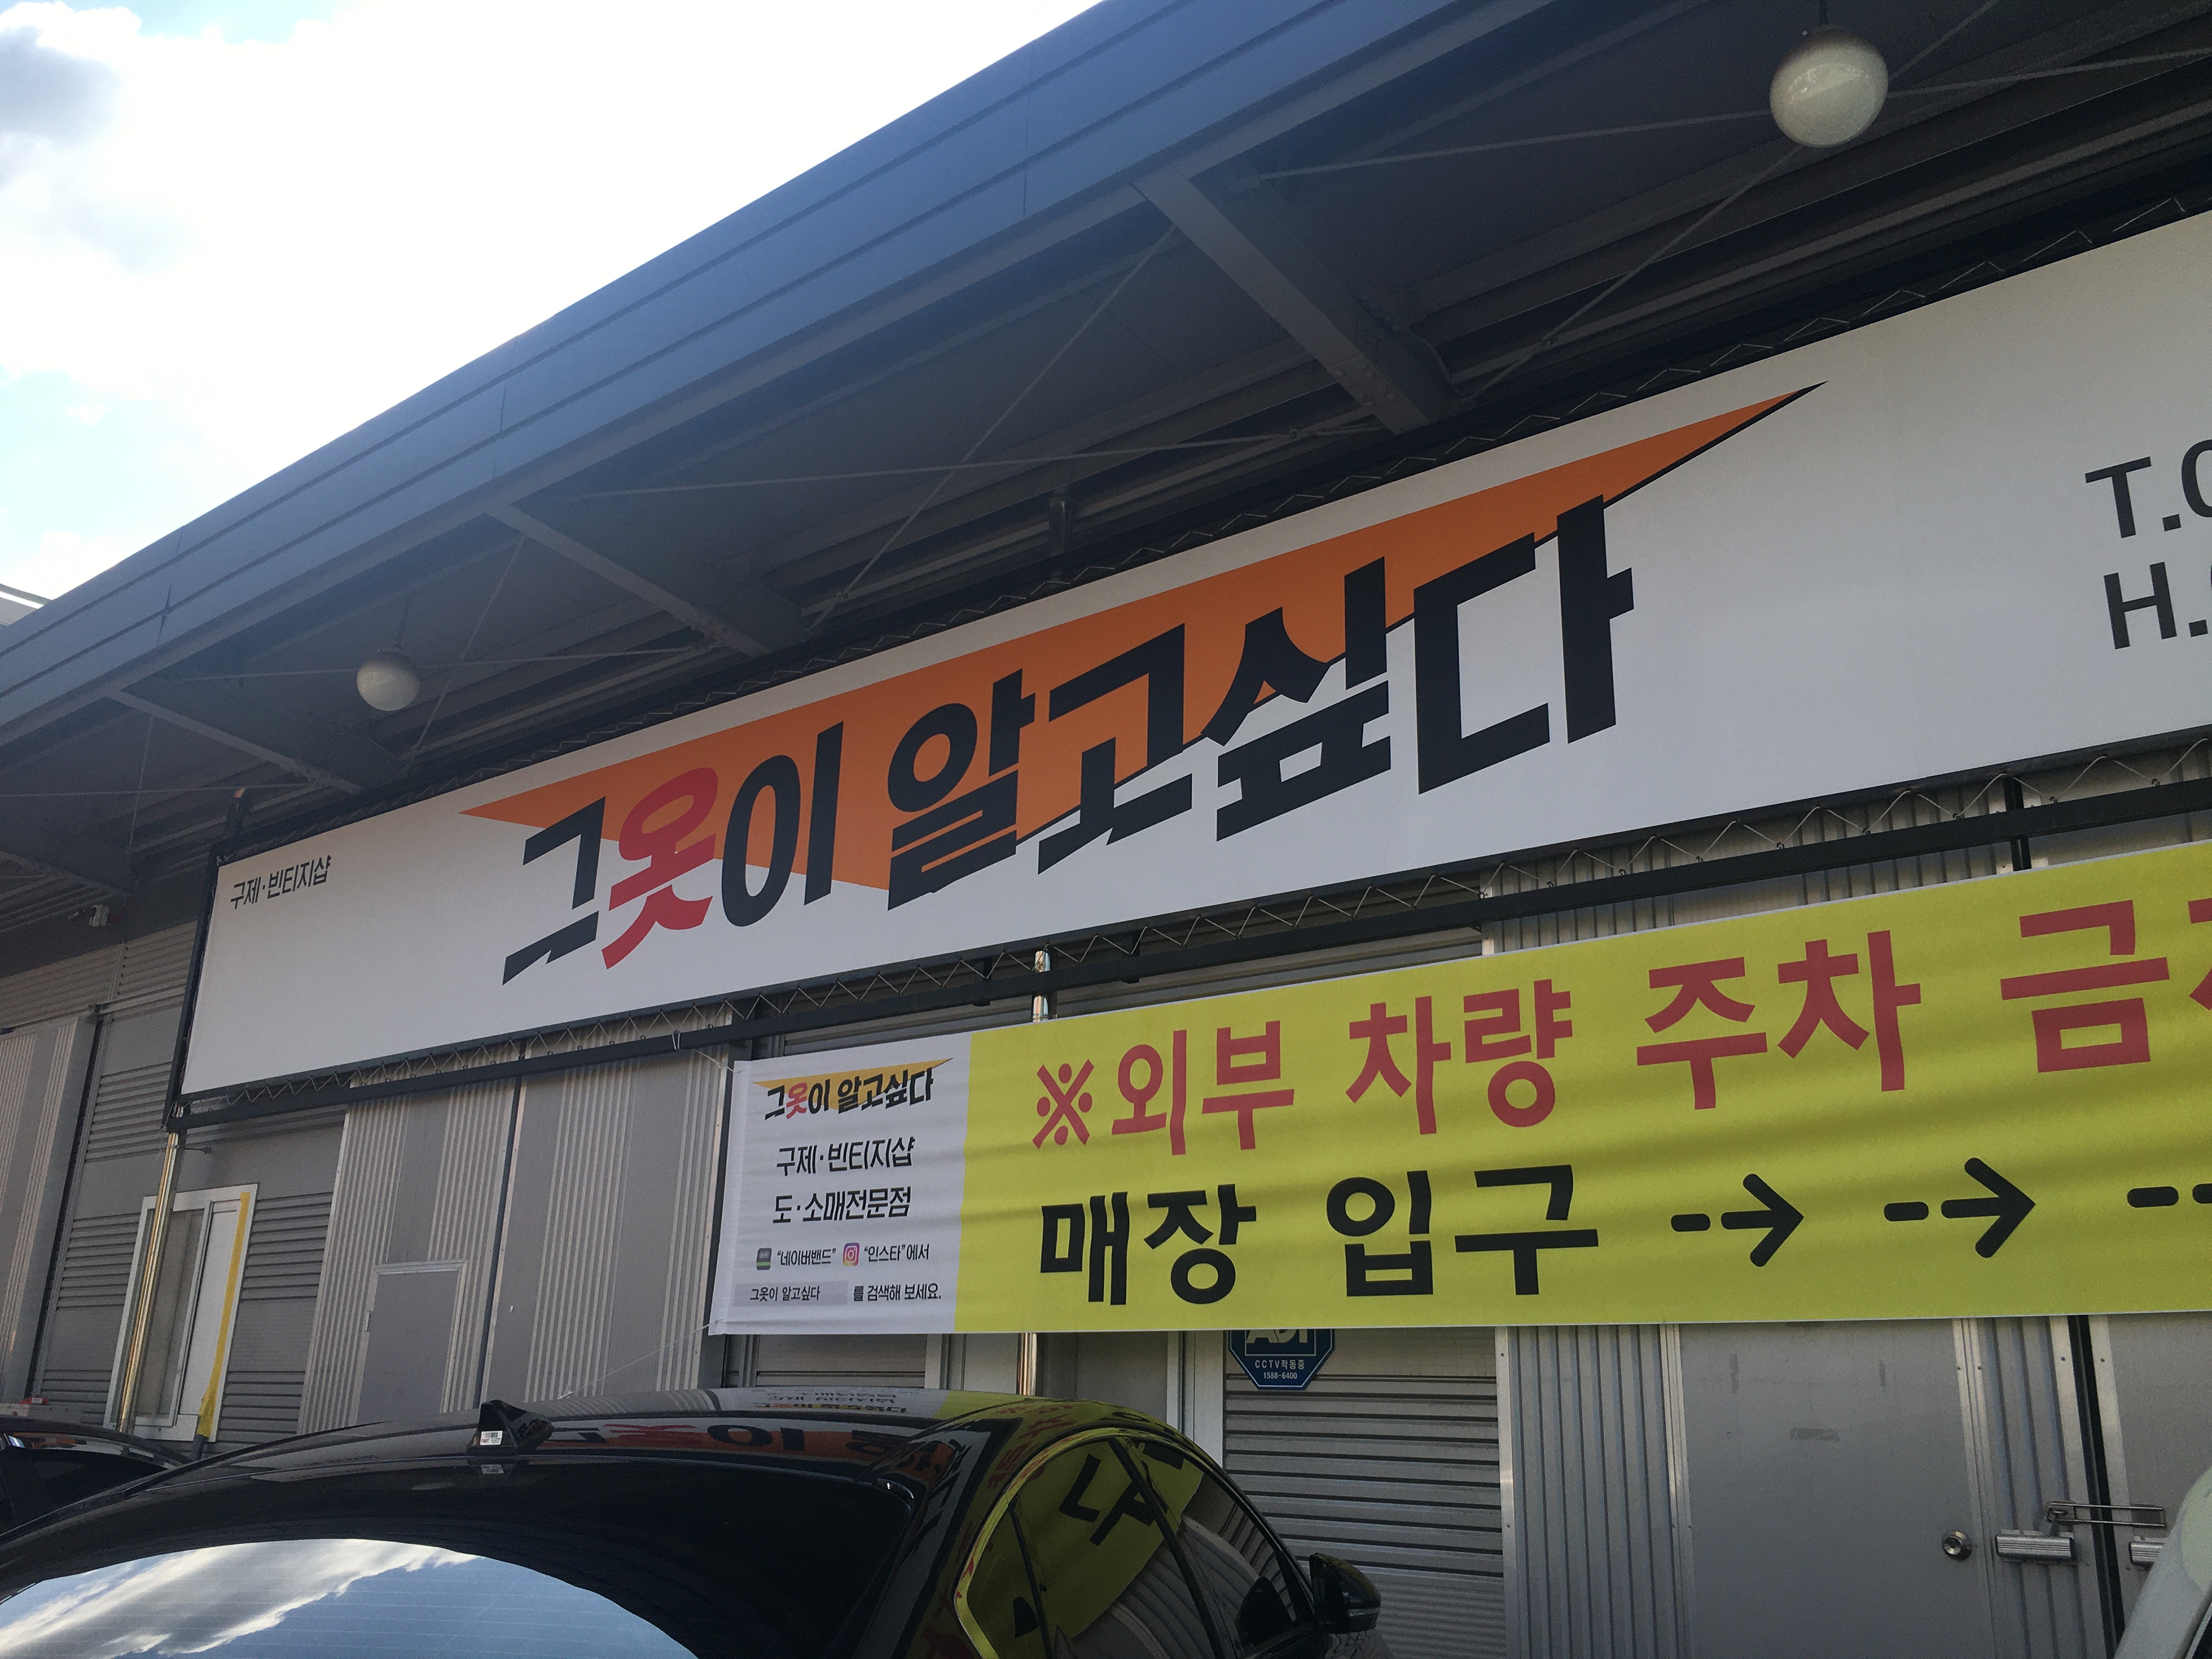 구제·빈티지샵
그옷이 알고싶다
T.
H.
그옷이 알고싶다
구제·빈티지샵
도·소매전문점
"네이버밴드" "인스타"에서
그옷이 알고싶다 를 검색해 보세요.
※외부 차량 주차
매장 입구 → →
ADT
CCTV작동중
1588-6400